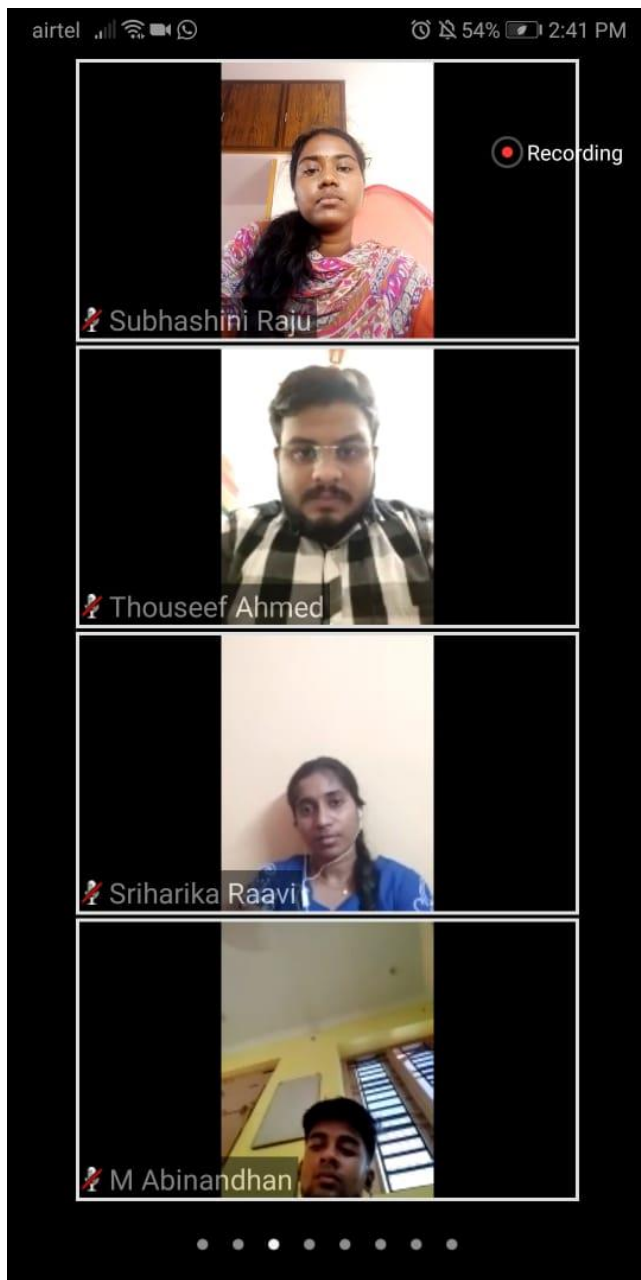 airtel 54% 2:41 PM
Recording
Subhashini Raju
Thouseef Ahmed
Sriharika Raavi
M Abinandhan